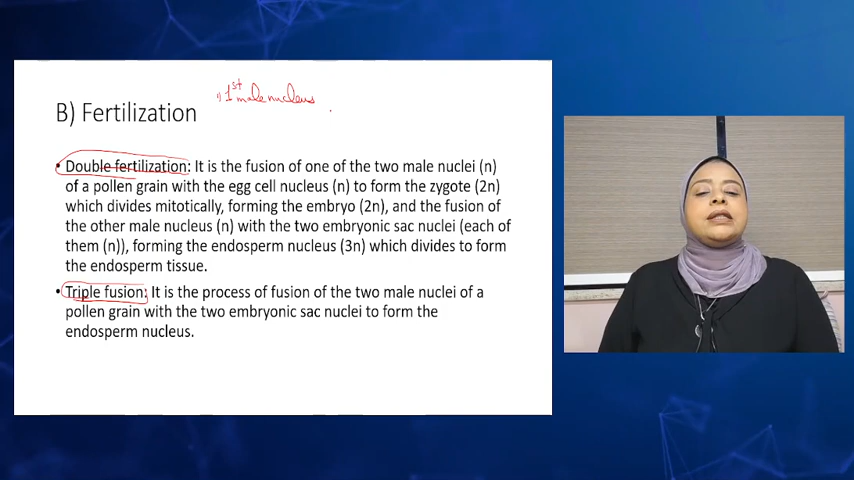 1) 1st male nucleus
B) Fertilization
• Double fertilization: It is the fusion of one of the two male nuclei (n)
of a pollen grain with the egg cell nucleus (n) to form the zygote (2n)
which divides mitotically, forming the embryo (2n), and the fusion of
the other male nucleus (n) with the two embryonic sac nuclei (each of
them (n)), forming the endosperm nucleus (3n) which divides to form
the endosperm tissue.
• Triple fusion: It is the process of fusion of the two male nuclei of a
pollen grain with the two embryonic sac nuclei to form the
endosperm nucleus.